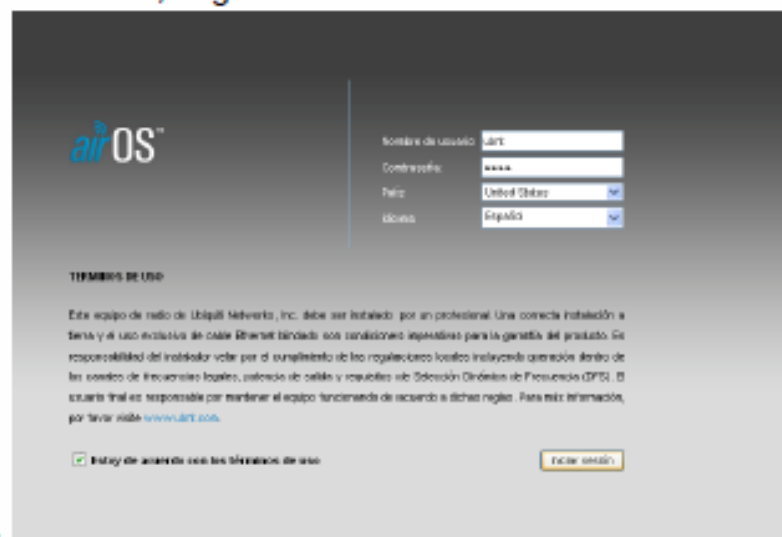 airOS™
Nombre de usuario: ubnt
Contraseña: ••••
País: United States
Idioma: Español
TERMINOS DE USO
Este equipo de radio de Ubiquiti Networks, Inc. debe ser instalado por un profesional. Una correcta instalación a
tierra y el uso exclusivo de cable Ethernet blindado son condiciones imperativas para la garantía del producto. Es
responsabilidad del instalador velar por el cumplimiento de las regulaciones locales incluyendo operación dentro de
los canales de frecuencias legales, potencia de salida y requisitos de Selección Dinámica de Frecuencia (DFS). El
usuario final es responsable por mantener el equipo funcionando de acuerdo a dichas reglas. Para más información,
por favor visite www.ubnt.com.
Estoy de acuerdo con los términos de uso
Iniciar sesión